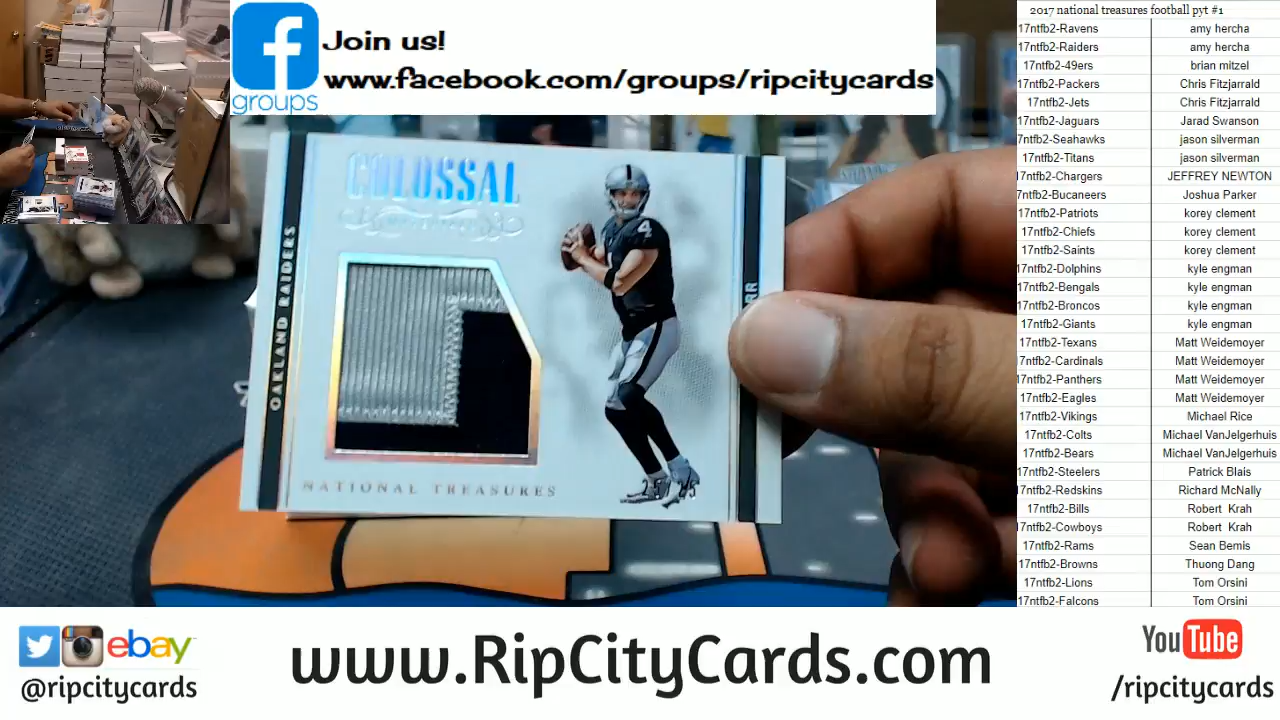 f
groups
Join us!
www.facebook.com/groups/ripcitycards
COLOSSAL
OAKLAND RAIDERS
4
RR
NATIONAL TREASURES
2017 national treasures football pyt #1
17ntfb2-Ravens amy hercha
17ntfb2-Raiders amy hercha
17ntfb2-49ers brian mitzel
17ntfb2-Packers Chris Fitzjarrald
17ntfb2-Jets Chris Fitzjarrald
17ntfb2-Jaguars Jarad Swanson
17ntfb2-Seahawks jason silverman
17ntfb2-Titans jason silverman
17ntfb2-Chargers JEFFREY NEWTON
17ntfb2-Bucaneers Joshua Parker
17ntfb2-Patriots korey clement
17ntfb2-Chiefs korey clement
17ntfb2-Saints korey clement
17ntfb2-Dolphins kyle engman
17ntfb2-Bengals kyle engman
17ntfb2-Broncos kyle engman
17ntfb2-Giants kyle engman
17ntfb2-Texans Matt Weidemoyer
17ntfb2-Cardinals Matt Weidemoyer
17ntfb2-Panthers Matt Weidemoyer
17ntfb2-Eagles Matt Weidemoyer
17ntfb2-Vikings Michael Rice
17ntfb2-Colts Michael VanJelgerhuis
17ntfb2-Bears Michael VanJelgerhuis
17ntfb2-Steelers Patrick Blais
17ntfb2-Redskins Richard McNally
17ntfb2-Bills Robert Krah
17ntfb2-Cowboys Robert Krah
17ntfb2-Rams Sean Bemis
17ntfb2-Browns Thuong Dang
17ntfb2-Lions Tom Orsini
17ntfb2-Falcons Tom Orsini
ebay
@ripcitycards
www.RipCityCards.com
YouTube
/ripcitycards